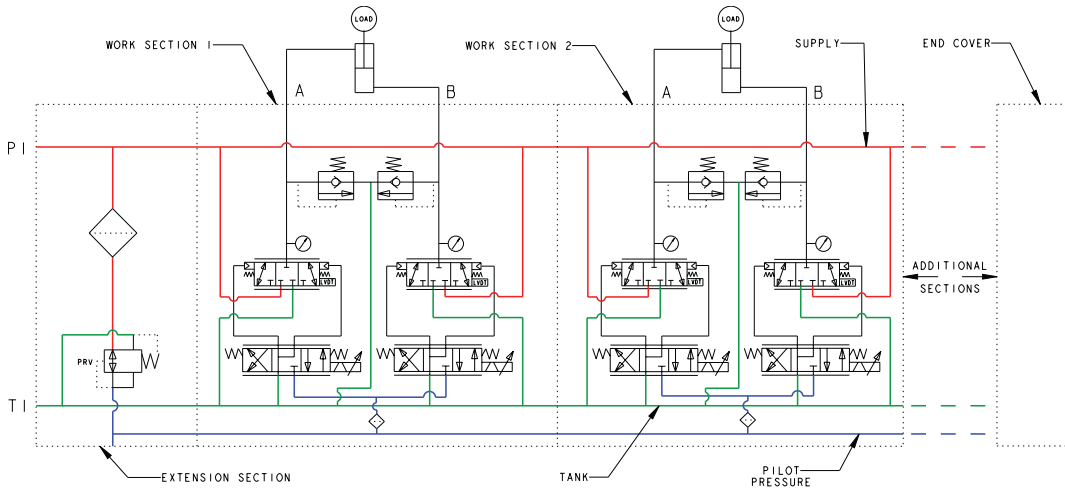 LOAD
LOAD
WORK SECTION 1
WORK SECTION 2
SUPPLY
END COVER
A
B
A
B
P1
LVDT
LVDT
LVDT
LVDT
ADDITIONAL
SECTIONS
PRV
T1
EXTENSION SECTION
TANK
PILOT
PRESSURE